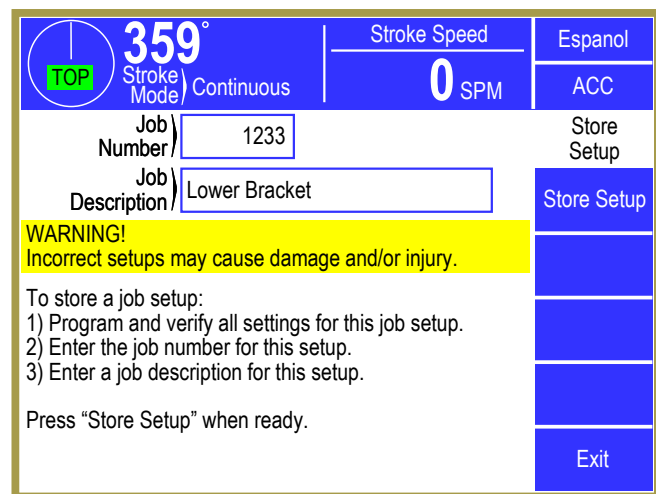 TOP
359°
Stroke Mode) Continuous
Stroke Speed
0 SPM
Espanol
ACC
Job Number) 1233
Job Description) Lower Bracket
WARNING!
Incorrect setups may cause damage and/or injury.
To store a job setup:
1) Program and verify all settings for this job setup.
2) Enter the job number for this setup.
3) Enter a job description for this setup.
Press “Store Setup” when ready.
Store
Setup
Store Setup
Exit